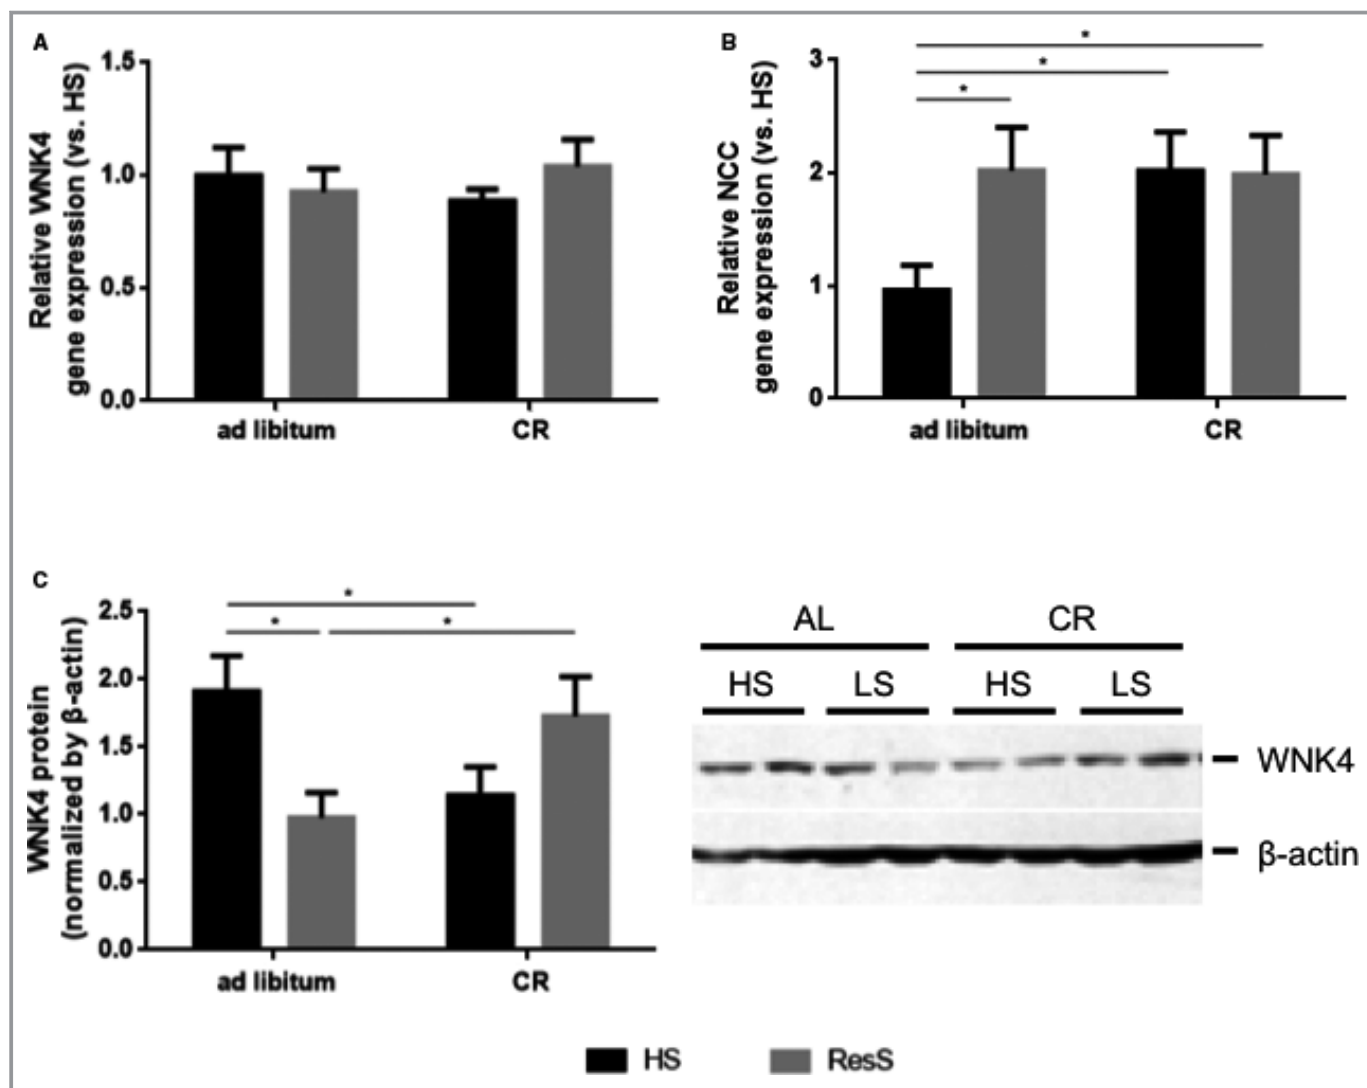 A
Relative WNK4
gene expression (vs. HS)
1.5
1.0
0.5
0.0
ad libitum
CR
B
Relative NCC
gene expression (vs. HS)
3
2
1
0
*
*
*
ad libitum
CR
C
WNK4 protein
(normalized by β-actin)
2.5
2.0
1.5
1.0
0.5
0.0
*
* *
ad libitum
CR
AL CR
HS LS HS LS
WNK4
β-actin
HS ResS